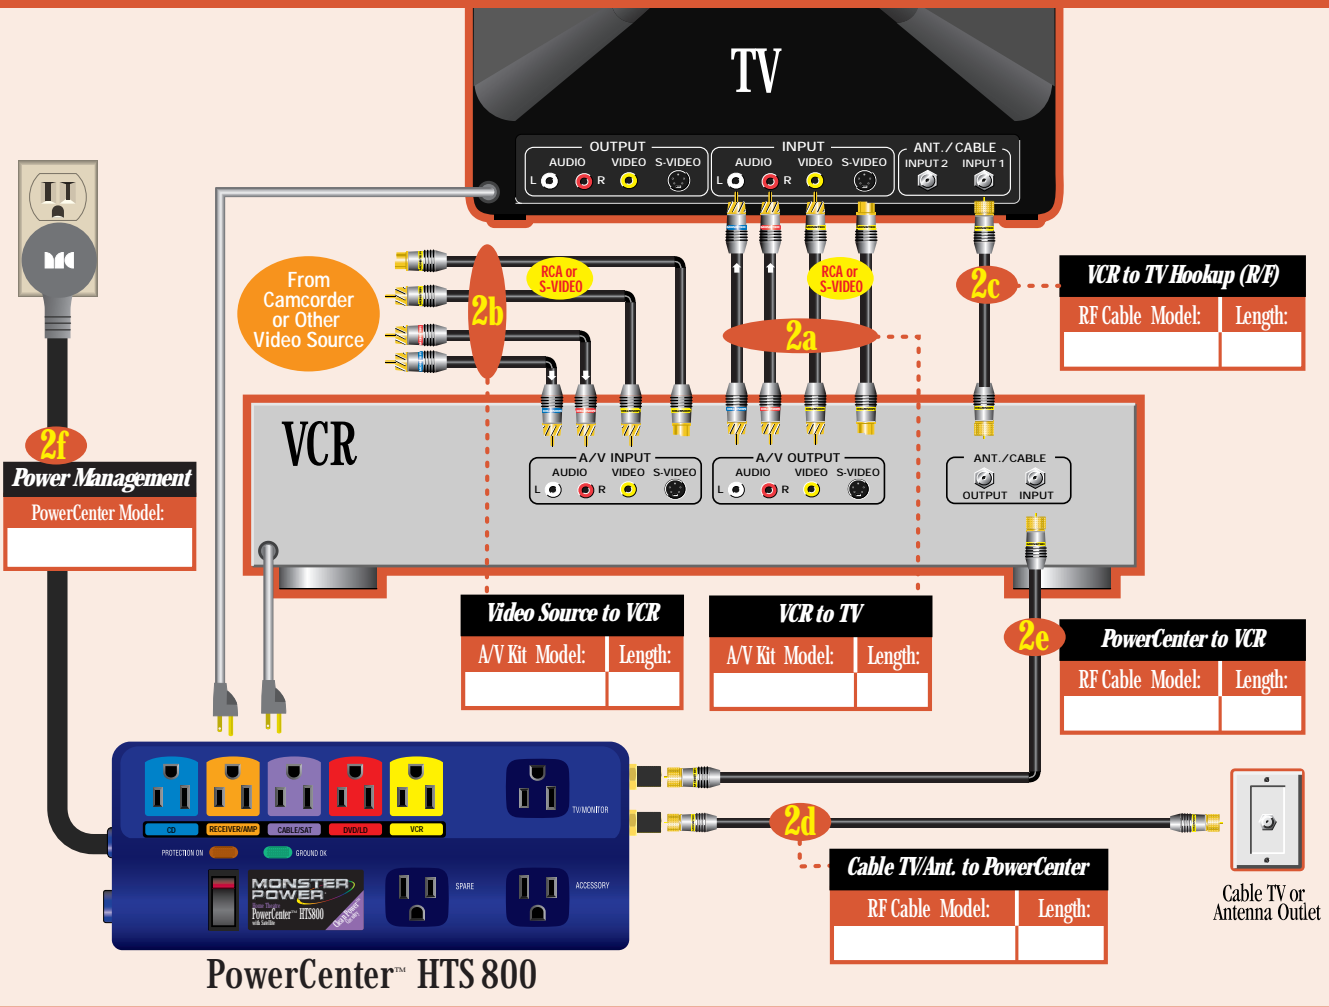 TV
OUTPUT
AUDIO VIDEO S-VIDEO
L R
INPUT
AUDIO VIDEO S-VIDEO
L R
ANT./CABLE
INPUT 2 INPUT 1
From
Camcorder
or Other
Video Source
2b
RCA or
S-VIDEO
2a
RCA or
S-VIDEO
2c
VCR to TV Hookup (R/F)
RF Cable Model: Length:
VCR
A/V INPUT
AUDIO VIDEO S-VIDEO
L R
A/V OUTPUT
AUDIO VIDEO S-VIDEO
L R
ANT./CABLE
OUTPUT INPUT
2f
Power Management
PowerCenter Model:
Video Source to VCR
A/V Kit Model: Length:
VCR to TV
A/V Kit Model: Length:
2e
PowerCenter to VCR
RF Cable Model: Length:
CD
RECEIVER/AMP
CABLE/SAT
DVD/LD
VCR
TV/MONITOR
PROTECTION ON
GROUND OK
MONSTER
POWER
Home Theatre
PowerCenter™ HTS800
with Satellite
SPARE
ACCESSORY
2d
Cable TV/Ant. to PowerCenter
RF Cable Model: Length:
Cable TV or
Antenna Outlet
PowerCenter™ HTS 800